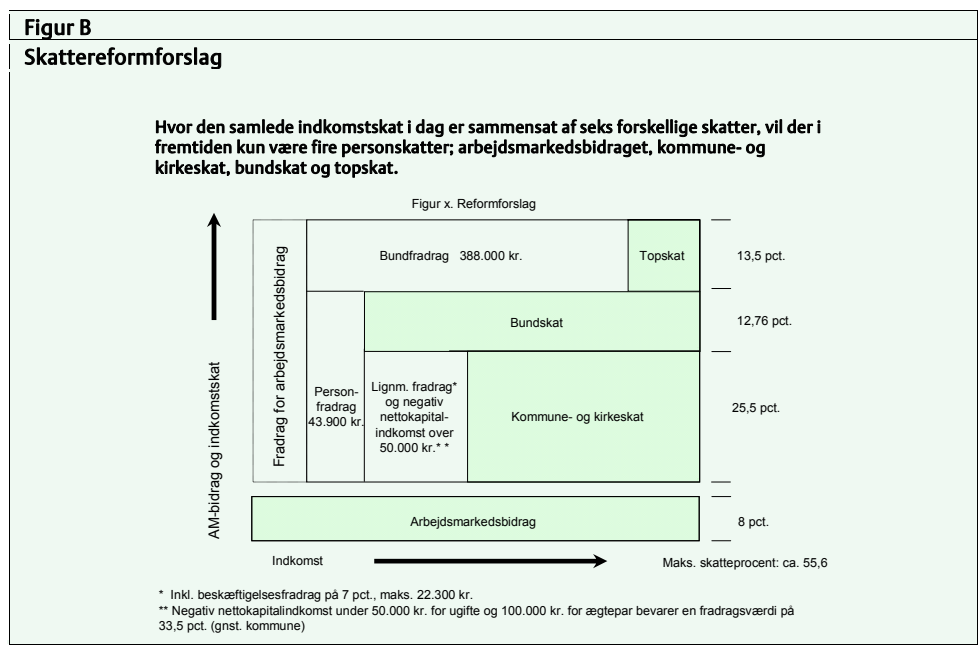 Figur B
Skattereformforslag
Hvor den samlede indkomstskat i dag er sammensat af seks forskellige skatter, vil der i
fremtiden kun være fire personskatter; arbejdsmarkedsbidraget, kommune- og
kirkeskat, bundskat og topskat.
Figur x. Reformforslag
AM-bidrag og indkomstskat
Fradrag for arbejdsmarkedsbidrag
Bundfradrag 388.000 kr.
Topskat
13,5 pct.
Bundskat
12,76 pct.
Person-
fradrag
43.900 kr.
Lignm. fradrag*
og negativ
nettokapital-
indkomst over
50.000 kr.* *
Kommune- og kirkeskat
25,5 pct.
Arbejdsmarkedsbidrag
8 pct.
Indkomst
Maks. skatteprocent: ca. 55,6
* Inkl. beskæftigelsesfradrag på 7 pct., maks. 22.300 kr.
** Negativ nettokapitalindkomst under 50.000 kr. for ugifte og 100.000 kr. for ægtepar bevarer en fradragsværdi på
33,5 pct. (gnst. kommune)